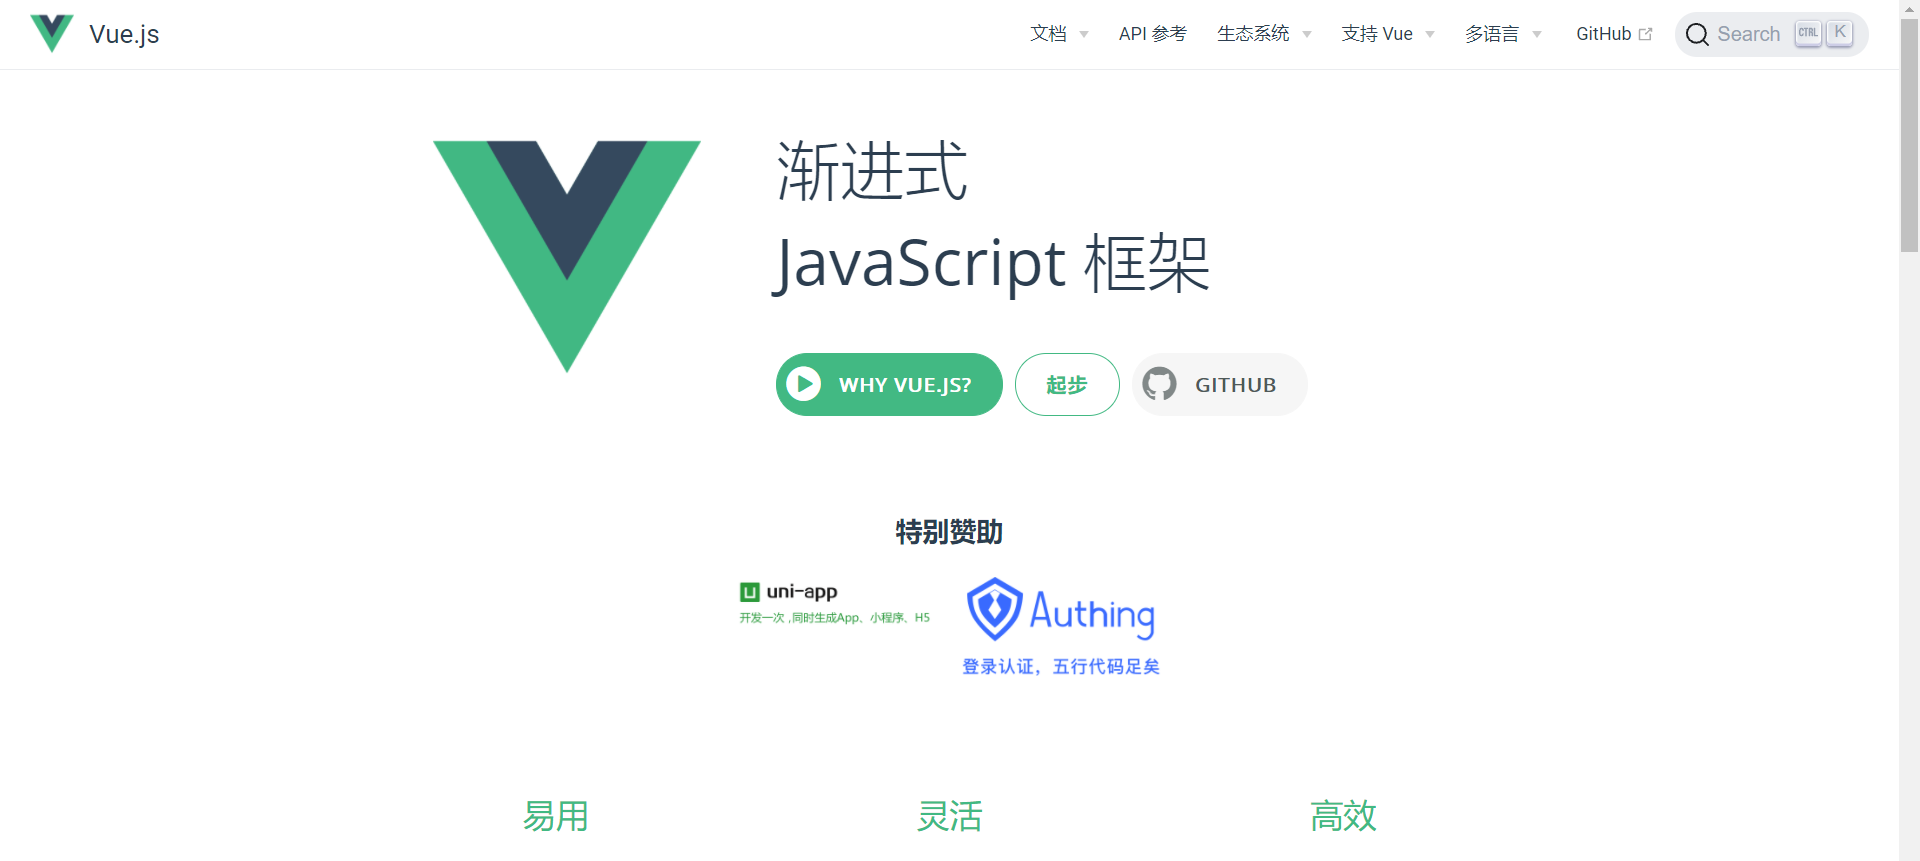 Vue.js
文档
API 参考
生态系统
支持 Vue
多语言
GitHub
Search
CTRL
K
渐进式
JavaScript 框架
WHY VUE.JS?
起步
GITHUB
特别赞助
uni-app
开发一次,同时生成App、小程序、H5
Authing
登录认证，五行代码足矣
易用
灵活
高效